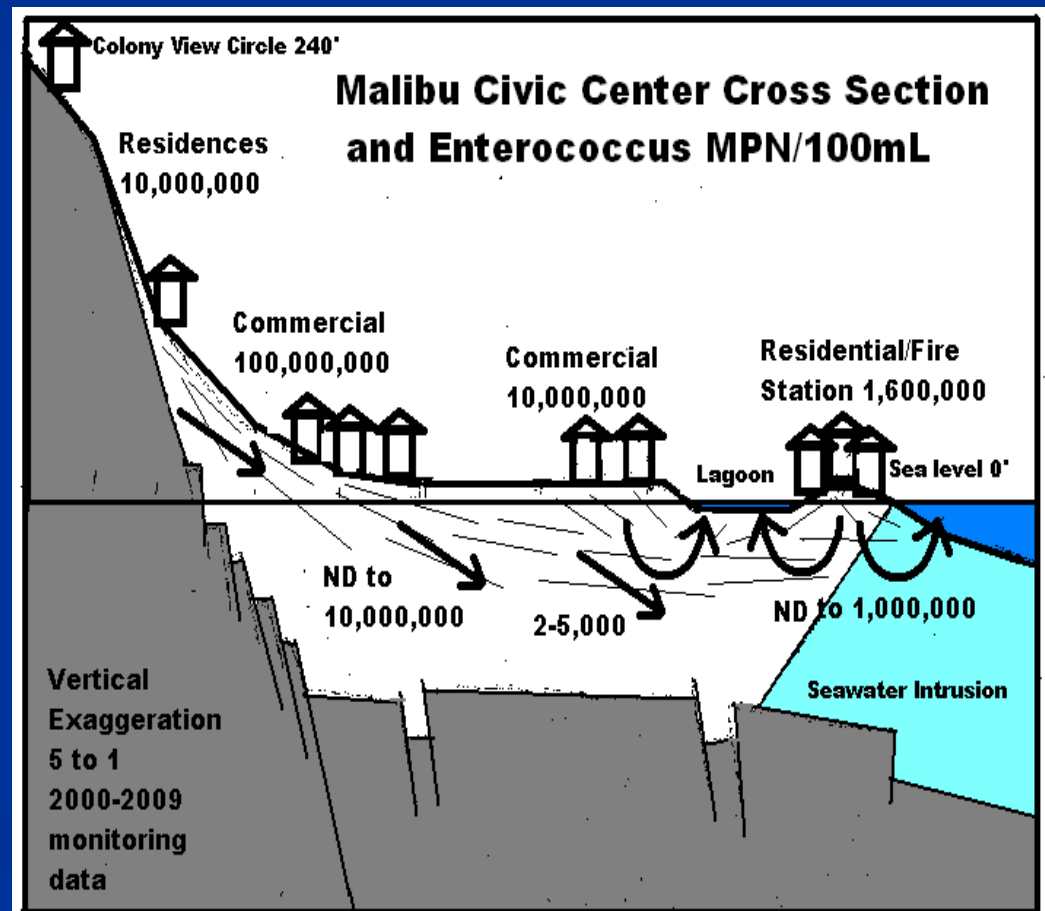 Colony View Circle 240'
Malibu Civic Center Cross Section
and Enterococcus MPN/100mL
Residences
10,000,000
Commercial
100,000,000
Commercial
10,000,000
Residential/Fire
Station 1,600,000
Lagoon
Sea level 0'
ND to
10,000,000
2-5,000
ND to 1,000,000
Seawater Intrusion
Vertical
Exaggeration
5 to 1
2000-2009
monitoring
data